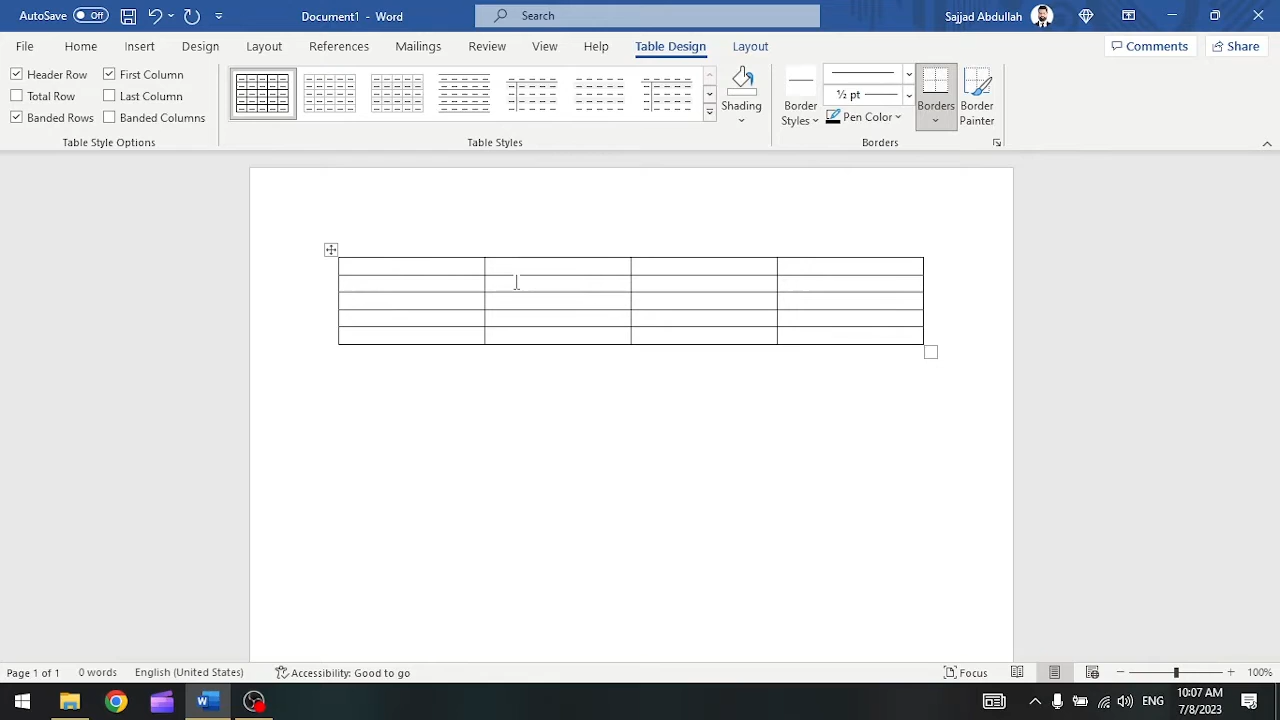 AutoSave Off Document1 - Word Search Sajjad Abdullah
File Home Insert Design Layout References Mailings Review View Help Table Design Layout Comments Share
Header Row First Column
Total Row Last Column
Banded Rows Banded Columns
Table Style Options
Table Styles
Shading
Border
Styles
½ pt
Pen Color
Borders
Border
Painter
Borders
Page 1 of 1 0 words English (United States) Accessibility: Good to go Focus 100%
ENG
10:07 AM
7/8/2023